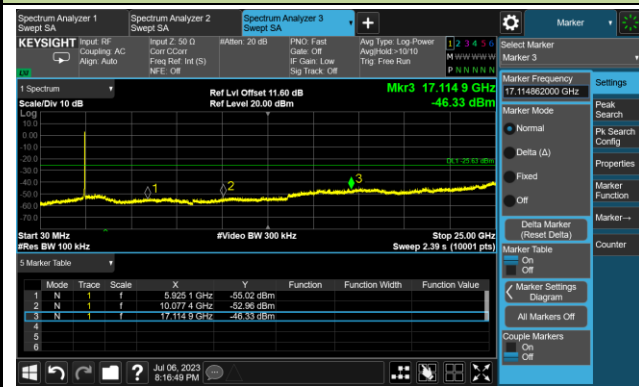 Spectrum Analyzer 1
Swept SA
Spectrum Analyzer 2
Swept SA
Spectrum Analyzer 3
Swept SA
Marker
KEYSIGHT
Input: RF
Coupling: AC
Align: Auto
Input Z: 50 Ω
Corr CCorr
Freq Ref: Int (S)
NFE: Off
#Atten: 20 dB
PNO: Fast
Gate: Off
IF Gain: Low
Sig Track: Off
Avg Type: Log-Power
Avg|Hold:>10/10
Trig: Free Run
1 2 3 4 5 6
M W W W W W
P N N N N N
LVI
1 Spectrum
Scale/Div 10 dB
Ref Lvl Offset 11.60 dB
Ref Level 20.00 dBm
Mkr3 17.114 9 GHz
-46.33 dBm
Log
10.0
0.00
-10.0
-20.0
-30.0
-40.0
-50.0
-60.0
-70.0
DL1 -25.63 dBm
1
2
3
Start 30 MHz
#Res BW 100 kHz
#Video BW 300 kHz
Stop 25.00 GHz
Sweep 2.39 s (10001 pts)
5 Marker Table
Mode Trace Scale X Y Function Function Width Function Value
1 N 1 f 5.925 1 GHz -55.02 dBm
2 N 1 f 10.077 4 GHz -52.96 dBm
3 N 1 f 17.114 9 GHz -46.33 dBm
4
5
6
Jul 06, 2023
8:16:49 PM
Select Marker
Marker 3
Marker Frequency
17.114862000 GHz
Marker Mode
Normal
Delta (Δ)
Fixed
Off
Delta Marker
(Reset Delta)
Marker Table
On
Off
Marker Settings
Diagram
All Markers Off
Couple Markers
On
Off
Settings
Peak
Search
Pk Search
Config
Properties
Marker
Function
Marker→
Counter